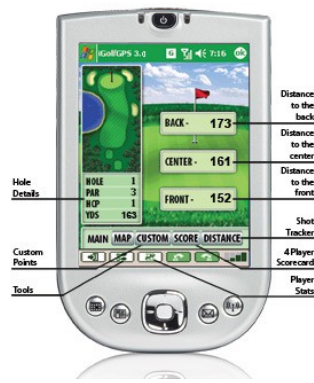 iGolfGPS 3.0
G
7:16
ok
BACK - 173
CENTER - 161
FRONT - 152
HOLE 1
PAR 3
HCP 1
YDS 163
MAIN MAP CUSTOM SCORE DISTANCE
Hole
Details
Custom
Points
Tools
Distance
to the
back
Distance
to the
center
Distance
to the
front
Shot
Tracker
4 Player
Scorecard
Player
Stats